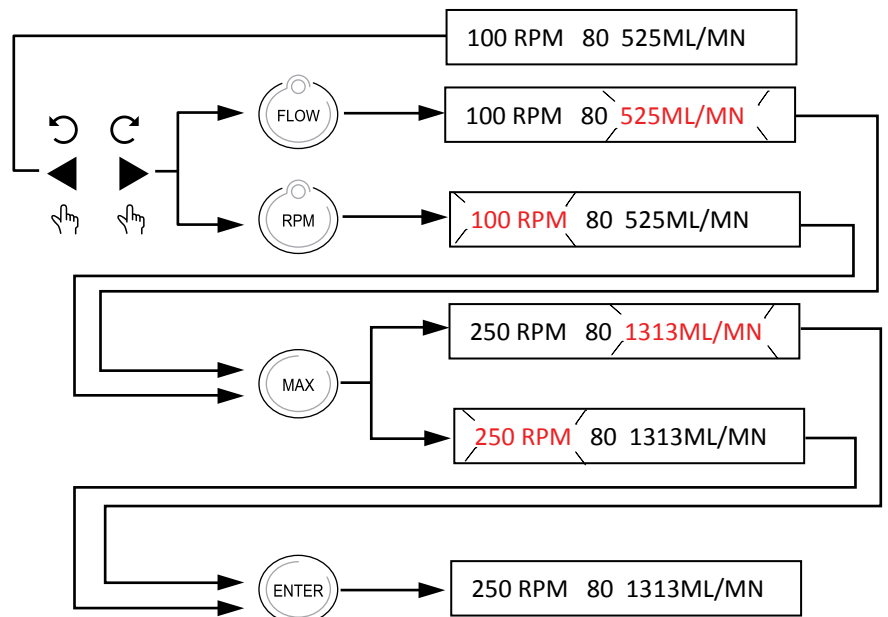 100 RPM 80 525ML/MN
FLOW
100 RPM 80 525ML/MN
RPM
100 RPM 80 525ML/MN
250 RPM 80 1313ML/MN
MAX
250 RPM 80 1313ML/MN
ENTER
250 RPM 80 1313ML/MN